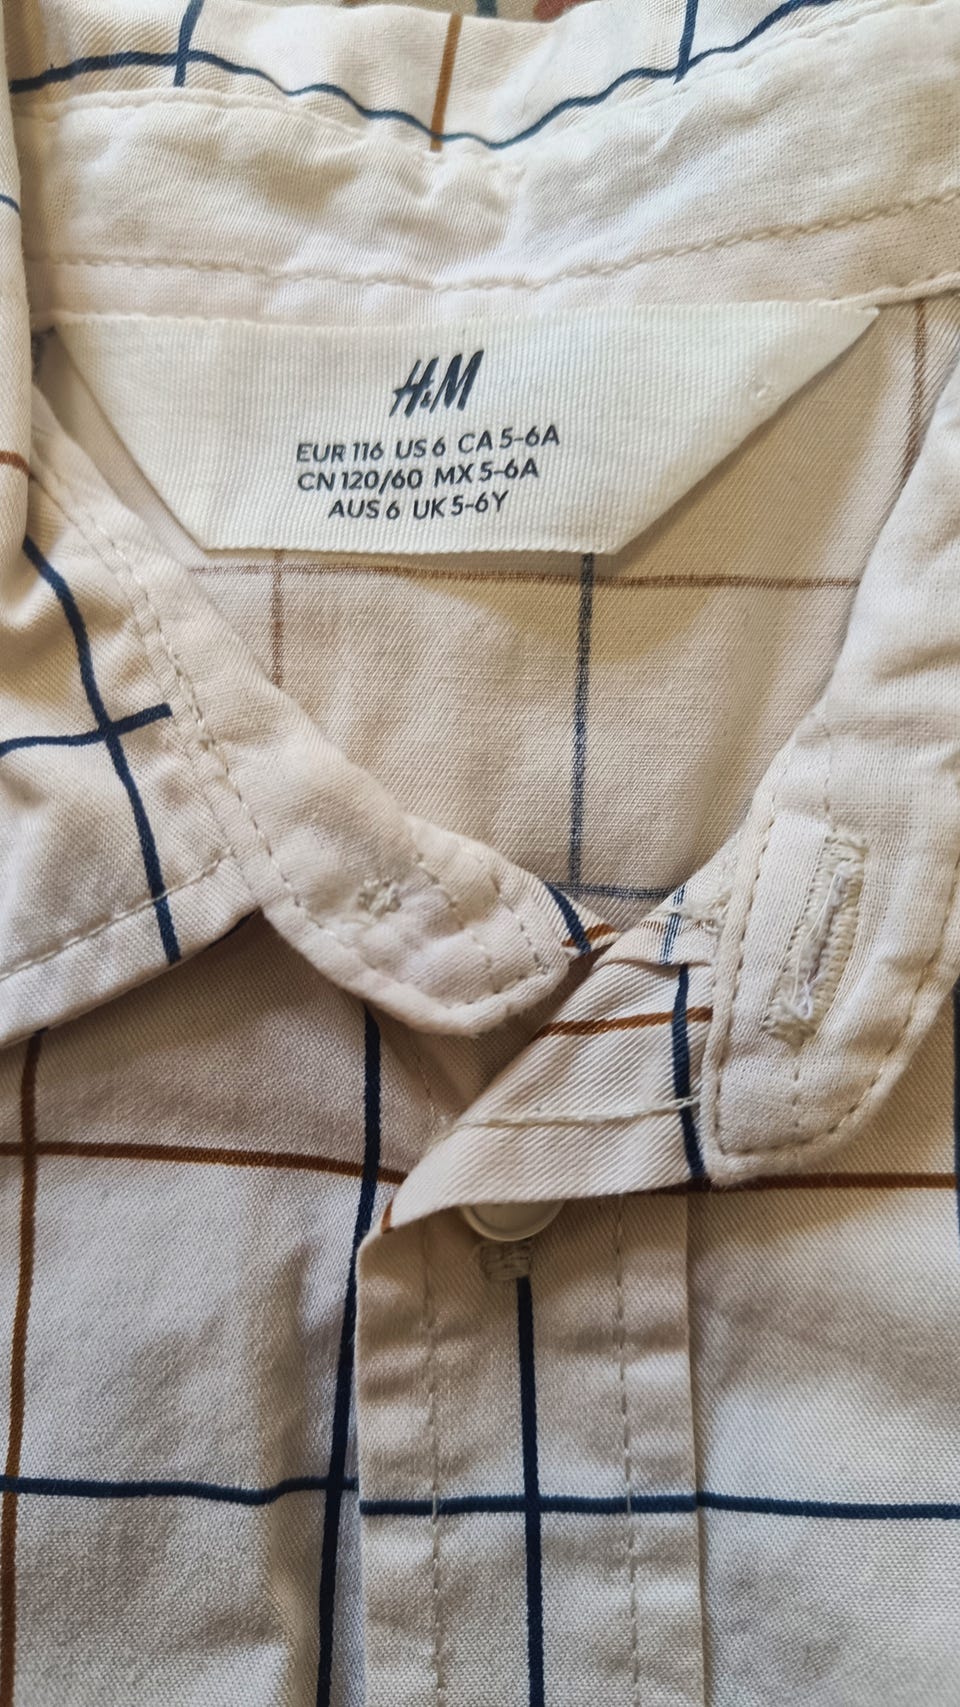 H&M
EUR 116 US 6 CA 5-6A
CN 120/60 MX 5-6A
AUS 6 UK 5-6Y